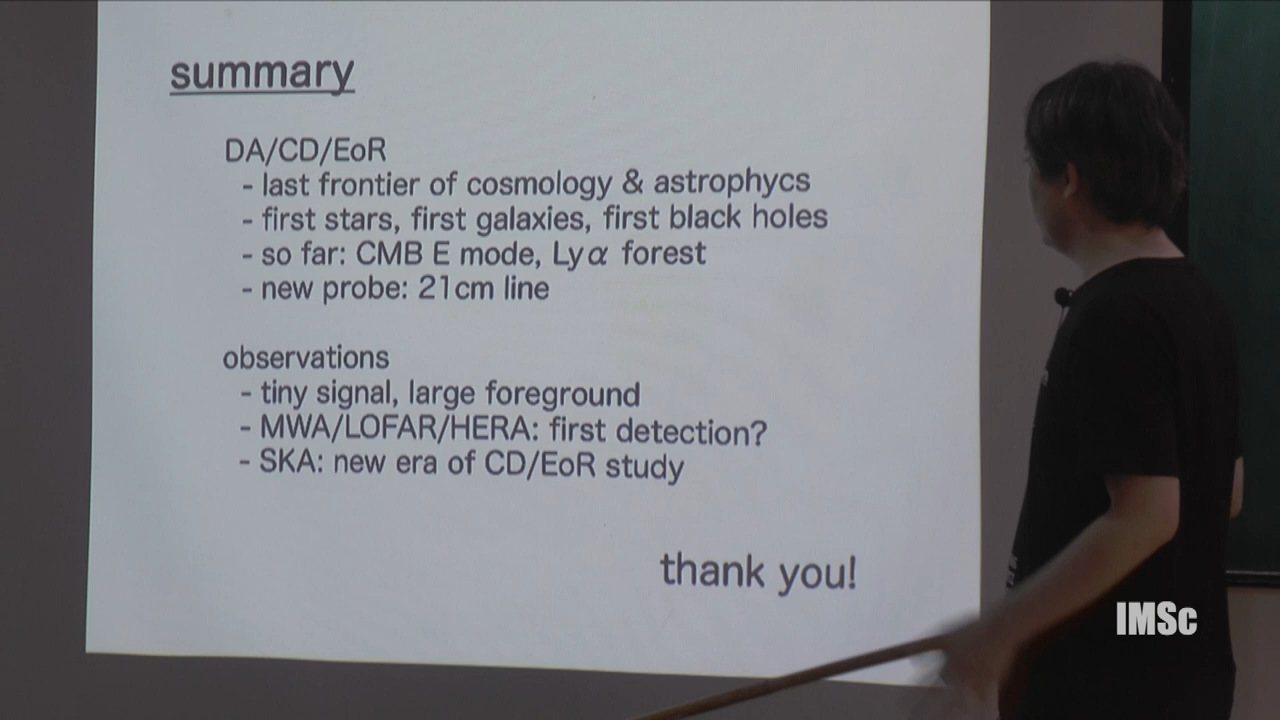 summary
DA/CD/EoR
- last frontier of cosmology & astrophycs
- first stars, first galaxies, first black holes
- so far: CMB E mode, Lyα forest
- new probe: 21cm line
observations
- tiny signal, large foreground
- MWA/LOFAR/HERA: first detection?
- SKA: new era of CD/EoR study
thank you!
IMSc